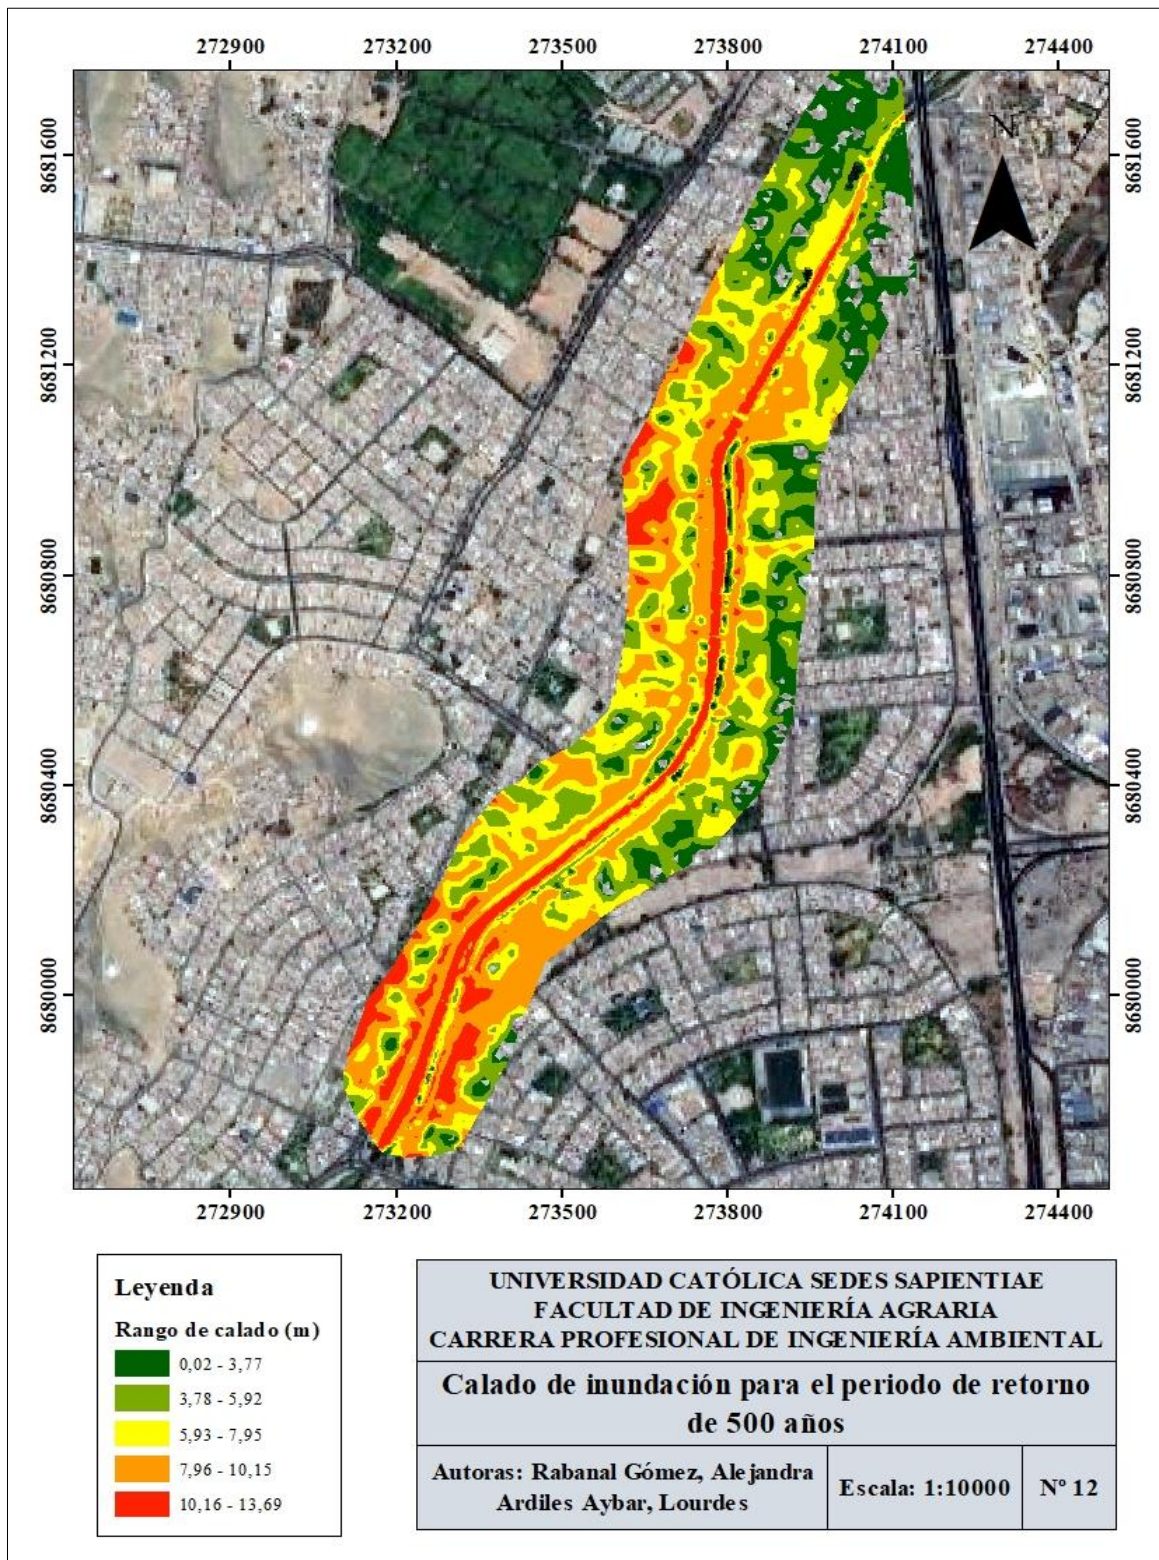 272900 273200 273500 273800 274100 274400
8681600 8681600
N
8681200 8681200
8680800 8680800
8680400 8680400
8680000 8680000
272900 273200 273500 273800 274100 274400
Leyenda
Rango de calado (m)
0,02 - 3,77
3,78 - 5,92
5,93 - 7,95
7,96 - 10,15
10,16 - 13,69
UNIVERSIDAD CATÓLICA SEDES SAPIENTIAE
FACULTAD DE INGENIERÍA AGRARIA
CARRERA PROFESIONAL DE INGENIERÍA AMBIENTAL
Calado de inundación para el periodo de retorno
de 500 años
Autoras: Rabanal Gómez, Alejandra
Ardiles Aybar, Lourdes
Escala: 1:10000
Nº 12